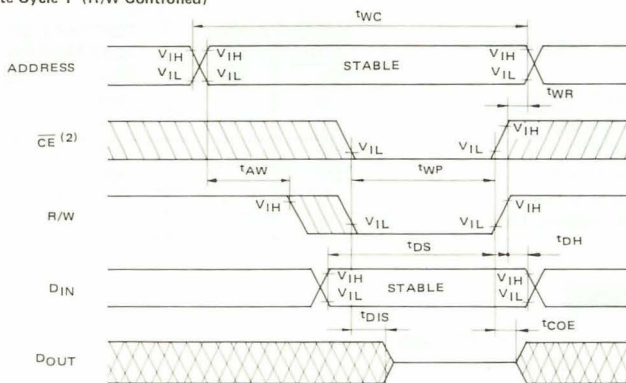 te Cycle 1 (R/W Controlled)
tWC
ADDRESS
VIH VIH STABLE VIH
VIL VIL VIL
tWR
CE (2)
VIH
VIL VIL
tAW tWP
R/W
VIH VIH
VIL VIL
tDS tDH
DIN
VIH STABLE VIH
VIL VIL
tDIS tCOE
DOUT